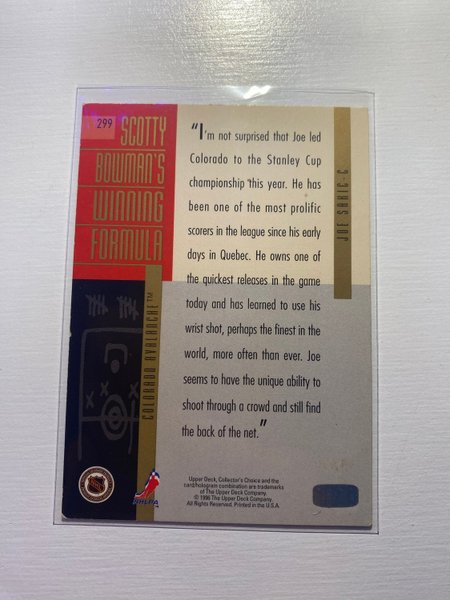 299
SCOTTY
BOWMAN'S
WINNING
FORMULA
"I'm not surprised that Joe led
Colorado to the Stanley Cup
championship this year. He has
been one of the most prolific
scorers in the league since his early
days in Quebec. He owns one of
the quickest releases in the game
today and has learned to use his
wrist shot, perhaps the finest in the
world, more often than ever. Joe
seems to have the unique ability to
shoot through a crowd and still find
the back of the net."
JOE SAKIC-C
COLORADO AVALANCHE™
NHLPA
Upper Deck, Collector's Choice and the
card/hologram combination are trademarks
of The Upper Deck Company.
© 1996 The Upper Deck Company.
All Rights Reserved. Printed in the U.S.A.